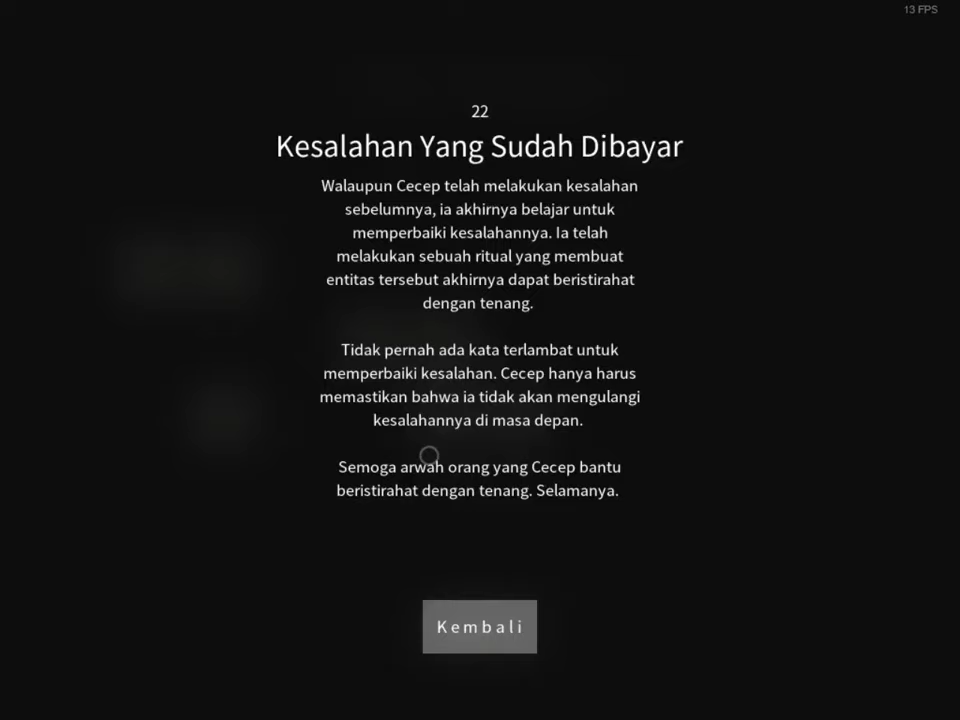 13 FPS
22
Kesalahan Yang Sudah Dibayar
Walaupun Cecep telah melakukan kesalahan
sebelumnya, ia akhirnya belajar untuk
memperbaiki kesalahannya. Ia telah
melakukan sebuah ritual yang membuat
entitas tersebut akhirnya dapat beristirahat
dengan tenang.
Tidak pernah ada kata terlambat untuk
memperbaiki kesalahan. Cecep hanya harus
memastikan bahwa ia tidak akan mengulangi
kesalahannya di masa depan.
Semoga arwah orang yang Cecep bantu
beristirahat dengan tenang. Selamanya.
Kembali